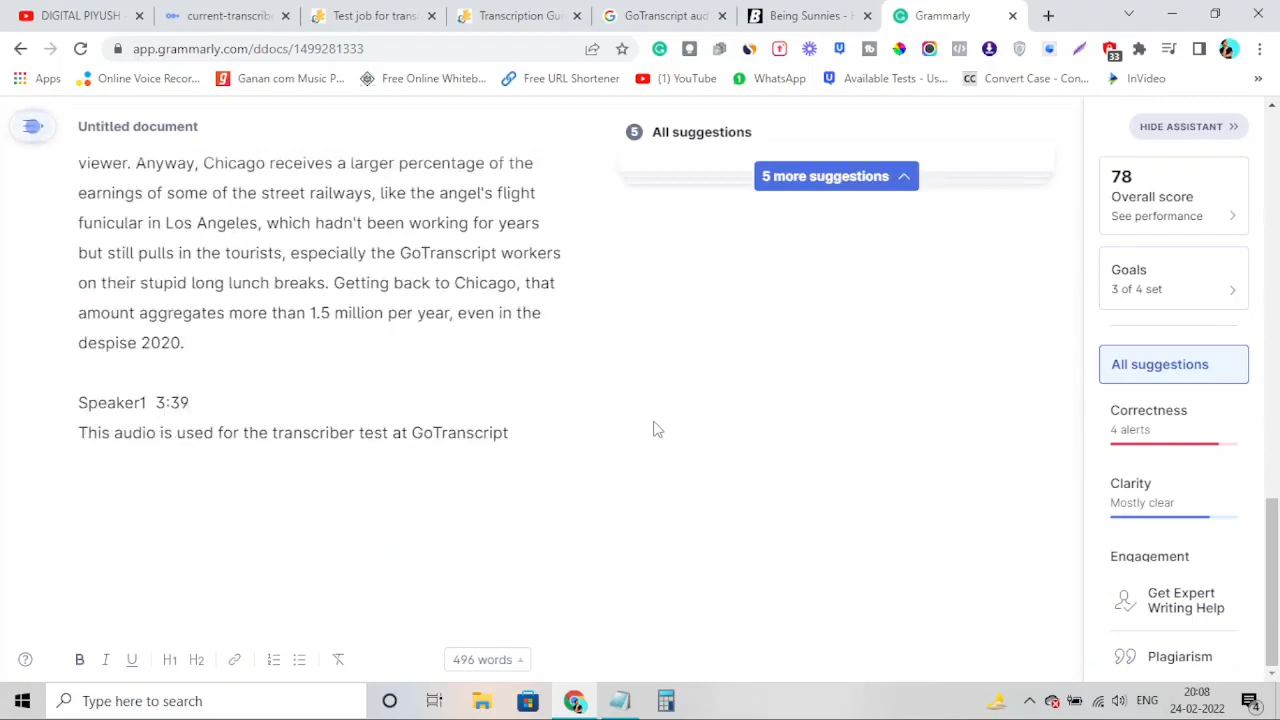 DIGITAL PIYUSH -
current-transcrib
Test job for trans
Transcription Gui
GoTranscript aud
Being Sunnies - H
Grammarly
app.grammarly.com/ddocs/1499281333
33
Apps
Online Voice Recor...
Ganan com Music P...
Free Online Whiteb...
Free URL Shortener
(1) YouTube
WhatsApp
Available Tests - Us...
CC
Convert Case - Con...
InVideo
»
Untitled document
5 All suggestions
HIDE ASSISTANT
viewer. Anyway, Chicago receives a larger percentage of the
earnings of some of the street railways, like the angel's flight
funicular in Los Angeles, which hadn't been working for years
but still pulls in the tourists, especially the GoTranscript workers
on their stupid long lunch breaks. Getting back to Chicago, that
amount aggregates more than 1.5 million per year, even in the
despise 2020.
Speaker1 3:39
This audio is used for the transcriber test at GoTranscript
5 more suggestions
78
Overall score
See performance
Goals
3 of 4 set
All suggestions
Correctness
4 alerts
Clarity
Mostly clear
Engagement
Get Expert
Writing Help
Plagiarism
B I U H1 H2
496 words
Type here to search
ENG
20:08
24-02-2022
4